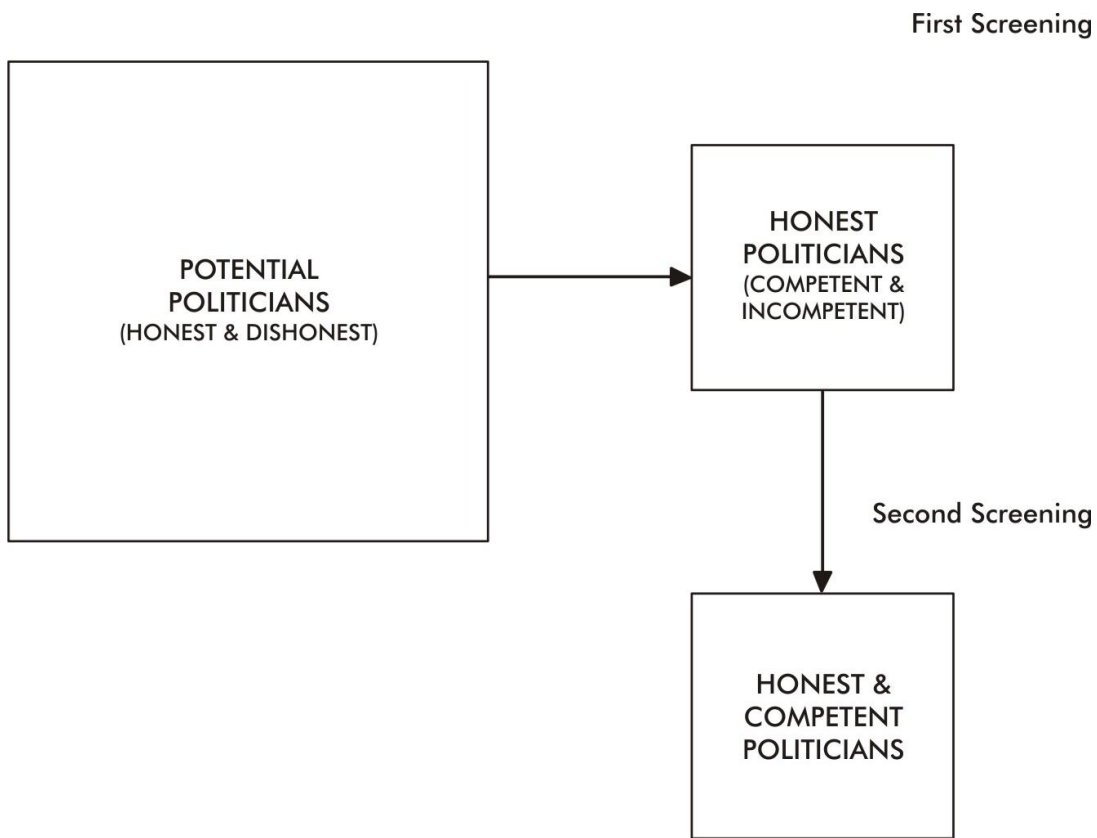 First Screening
POTENTIAL
POLITICIANS
(HONEST & DISHONEST)
HONEST
POLITICIANS
(COMPETENT &
INCOMPETENT)
Second Screening
HONEST &
COMPETENT
POLITICIANS